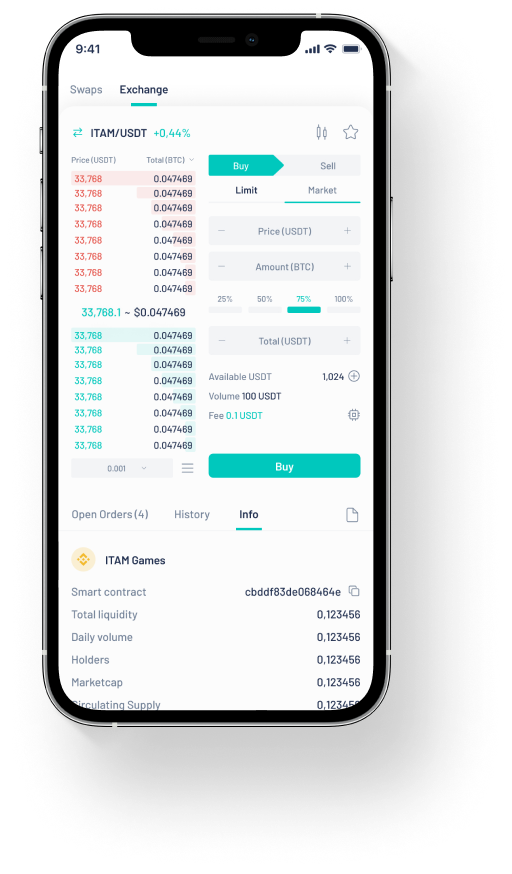 9:41
Swaps Exchange
ITAM/USDT +0,44%
Price (USDT) Total (BTC)
33,768 0.047469
33,768 0.047469
33,768 0.047469
33,768 0.047469
33,768 0.047469
33,768 0.047469
33,768 0.047469
33,768 0.047469
33,768.1 ~ $0.047469
33,768 0.047469
33,768 0.047469
33,768 0.047469
33,768 0.047469
33,768 0.047469
33,768 0.047469
33,768 0.047469
33,768 0.047469
0.001
Buy Sell
Limit Market
− Price (USDT) +
− Amount (BTC) +
25% 50% 75% 100%
− Total (USDT) +
Available USDT 1,024
Volume 100 USDT
Fee 0.1 USDT
Buy
Open Orders (4) History Info
ITAM Games
Smart contract cbddf83de068464e
Total liquidity 0,123456
Daily volume 0,123456
Holders 0,123456
Marketcap 0,123456
Circulating Supply 0,123456